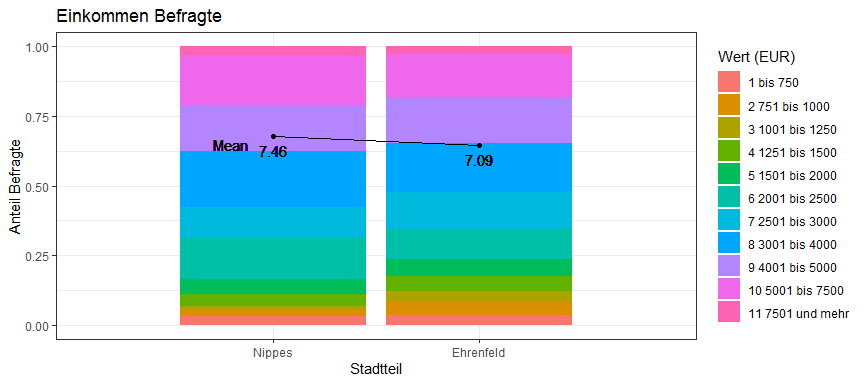 Einkommen Befragte
Anteil Befragte
1.00
0.75
0.50
0.25
0.00
Mean
7.46
7.09
Nippes
Ehrenfeld
Stadtteil
Wert (EUR)
1 bis 750
2 751 bis 1000
3 1001 bis 1250
4 1251 bis 1500
5 1501 bis 2000
6 2001 bis 2500
7 2501 bis 3000
8 3001 bis 4000
9 4001 bis 5000
10 5001 bis 7500
11 7501 und mehr